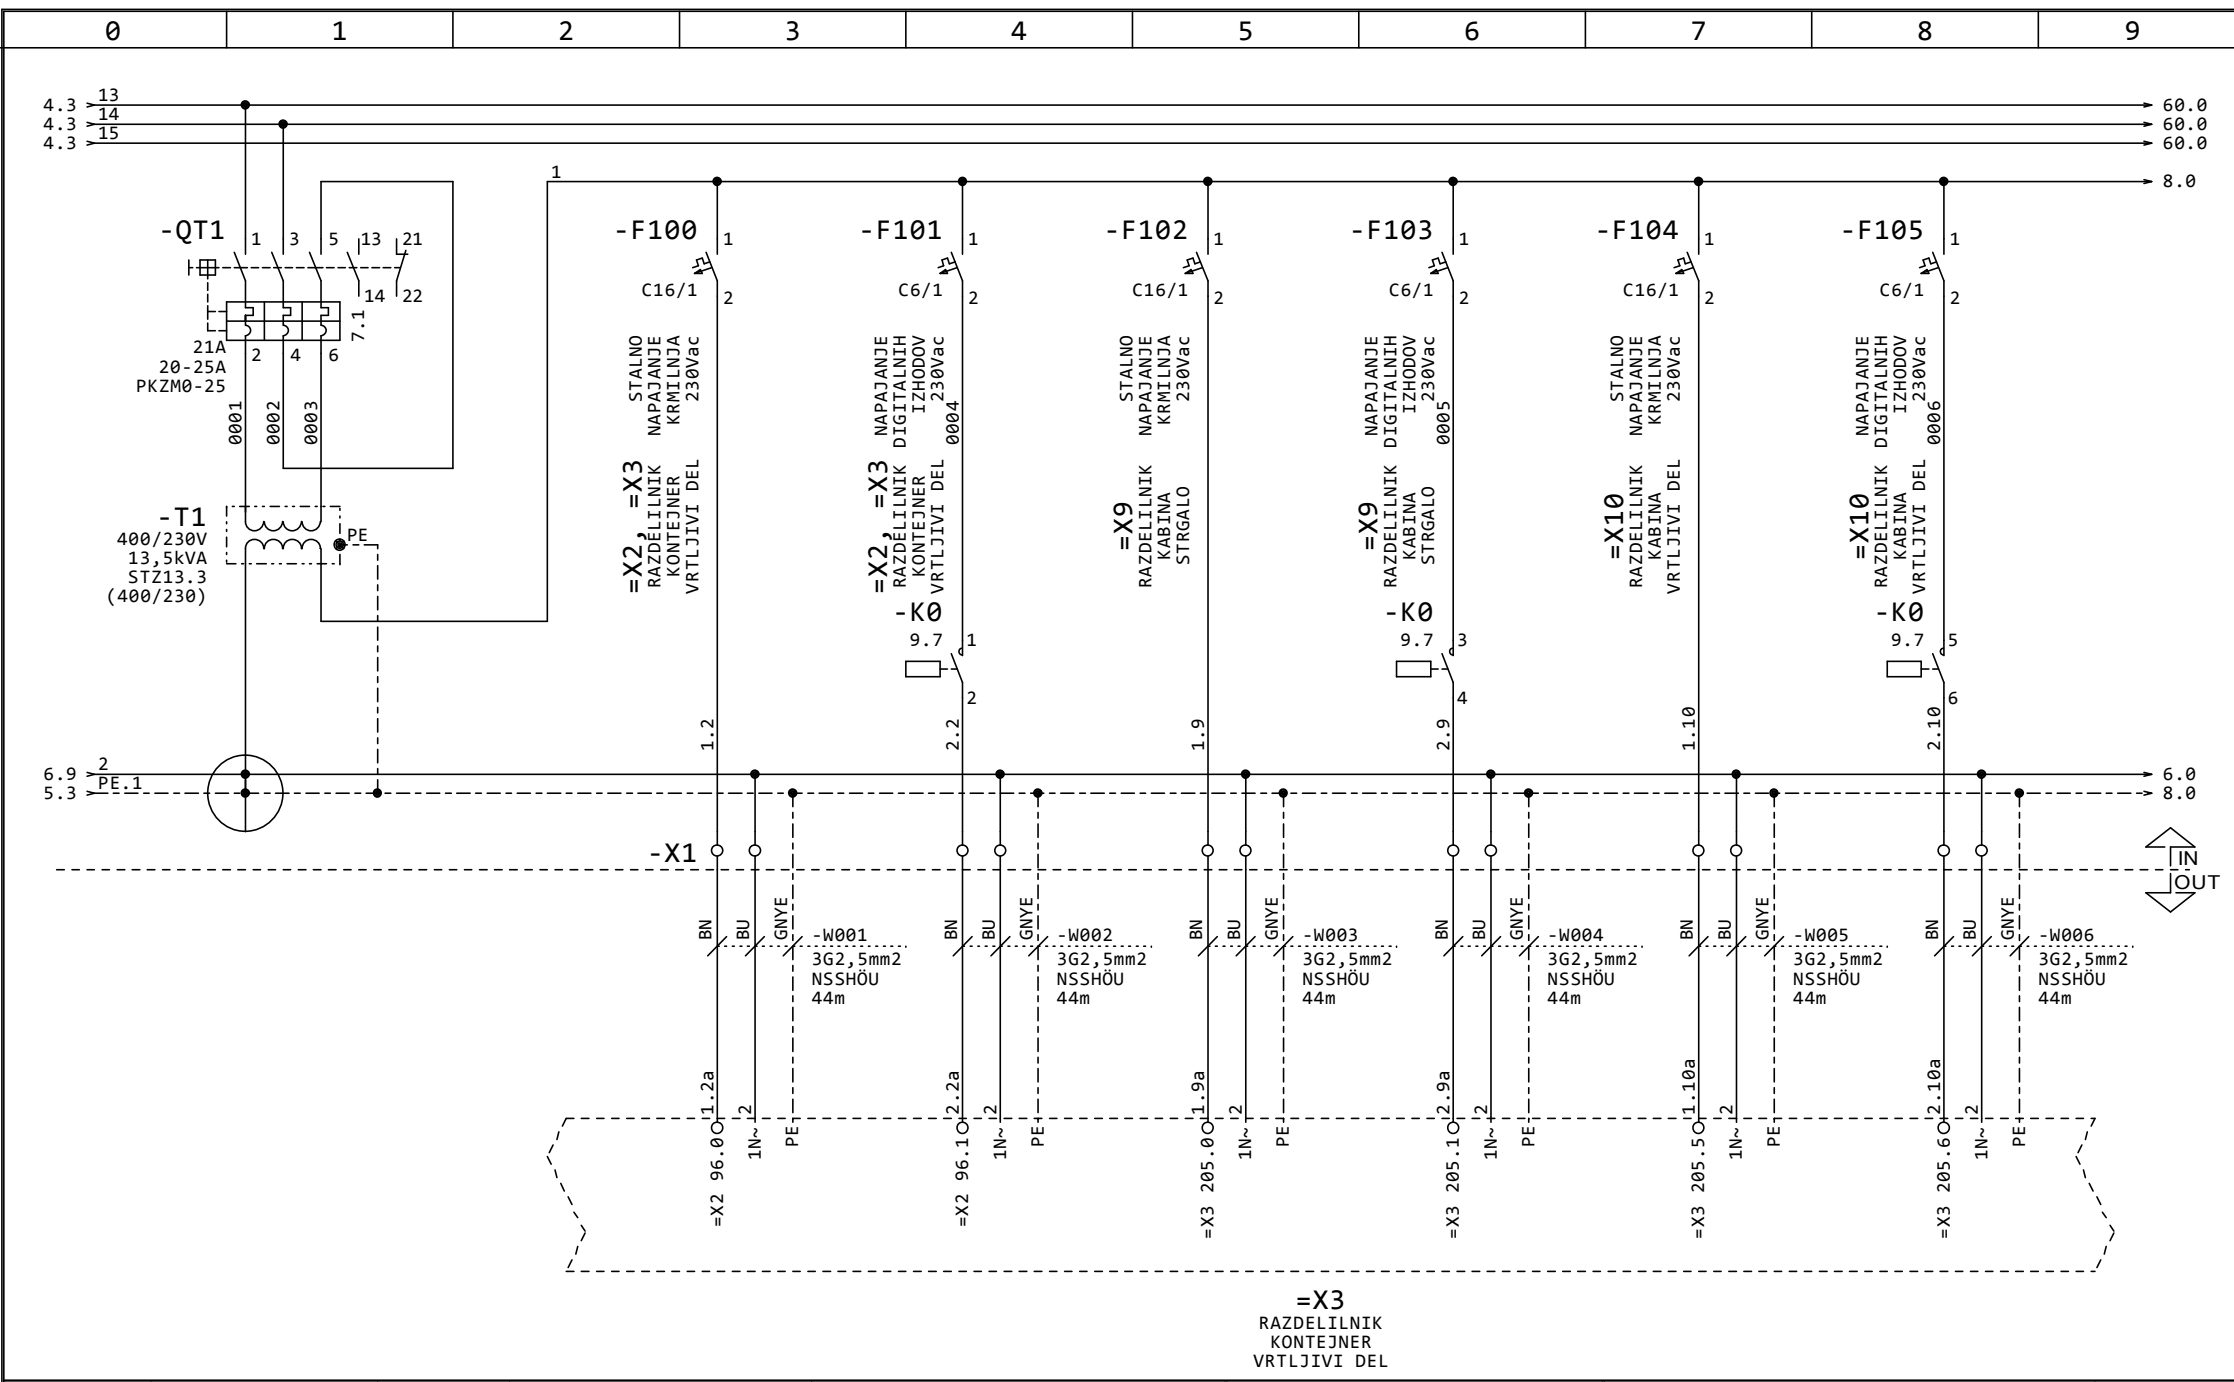 0 1 2 3 4 5 6 7 8 9
4.3 13 60.0
4.3 14 60.0
4.3 15 60.0
1 8.0
-QT1
1 3 5 13 21
14 22
7.1
21A
20-25A
PKZM0-25
2 4 6
0001 0002 0003
-T1
400/230V
13,5kVA
STZ13.3
(400/230)
PE
-F100
1
C16/1
2
STALNO
NAPAJANJE
KRMILNJA
230Vac
=X2, =X3
RAZDELILNIK
KONTEJNER
VRTLJIVI DEL
1.2
-F101
1
C6/1
2
NAPAJANJE
DIGITALNIH
IZHODOV
230Vac
0004
=X2, =X3
RAZDELILNIK
KONTEJNER
VRTLJIVI DEL
-K0
9.7
1
2
2.2
-F102
1
C16/1
2
STALNO
NAPAJANJE
KRMILNJA
230Vac
=X9
RAZDELILNIK
KABINA
STRGALO
1.9
-F103
1
C6/1
2
NAPAJANJE
DIGITALNIH
IZHODOV
230Vac
0005
=X9
RAZDELILNIK
KABINA
STRGALO
-K0
9.7
3
4
2.9
-F104
1
C16/1
2
STALNO
NAPAJANJE
KRMILNJA
230Vac
=X10
RAZDELILNIK
KABINA
VRTLJIVI DEL
1.10
-F105
1
C6/1
2
NAPAJANJE
DIGITALNIH
IZHODOV
230Vac
0006
=X10
RAZDELILNIK
KABINA
VRTLJIVI DEL
-K0
9.7
5
6
2.10
6.9 2 6.0
5.3 PE.1 8.0
-X1
IN
OUT
BN BU GNYE
-W001
3G2,5mm2
NSSHÖU
44m
BN BU GNYE
-W002
3G2,5mm2
NSSHÖU
44m
BN BU GNYE
-W003
3G2,5mm2
NSSHÖU
44m
BN BU GNYE
-W004
3G2,5mm2
NSSHÖU
44m
BN BU GNYE
-W005
3G2,5mm2
NSSHÖU
44m
BN BU GNYE
-W006
3G2,5mm2
NSSHÖU
44m
1.2a 2
=X2 96.0 1N~ PE
2.2a 2
=X2 96.1 1N~ PE
1.9a 2
=X3 205.0 1N~ PE
2.9a 2
=X3 205.1 1N~ PE
1.10a 2
=X3 205.5 1N~ PE
2.10a 2
=X3 205.6 1N~ PE
=X3
RAZDELILNIK
KONTEJNER
VRTLJIVI DEL